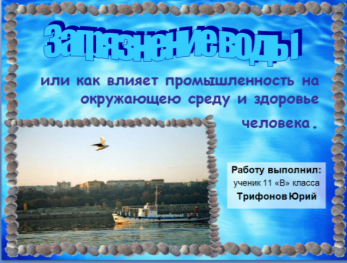 Загрязнение воды
или как влияет промышленность на
окружающею среду и здоровье
человека.
Работу выполнил:
ученик 11 «В» класса
Трифонов Юрий